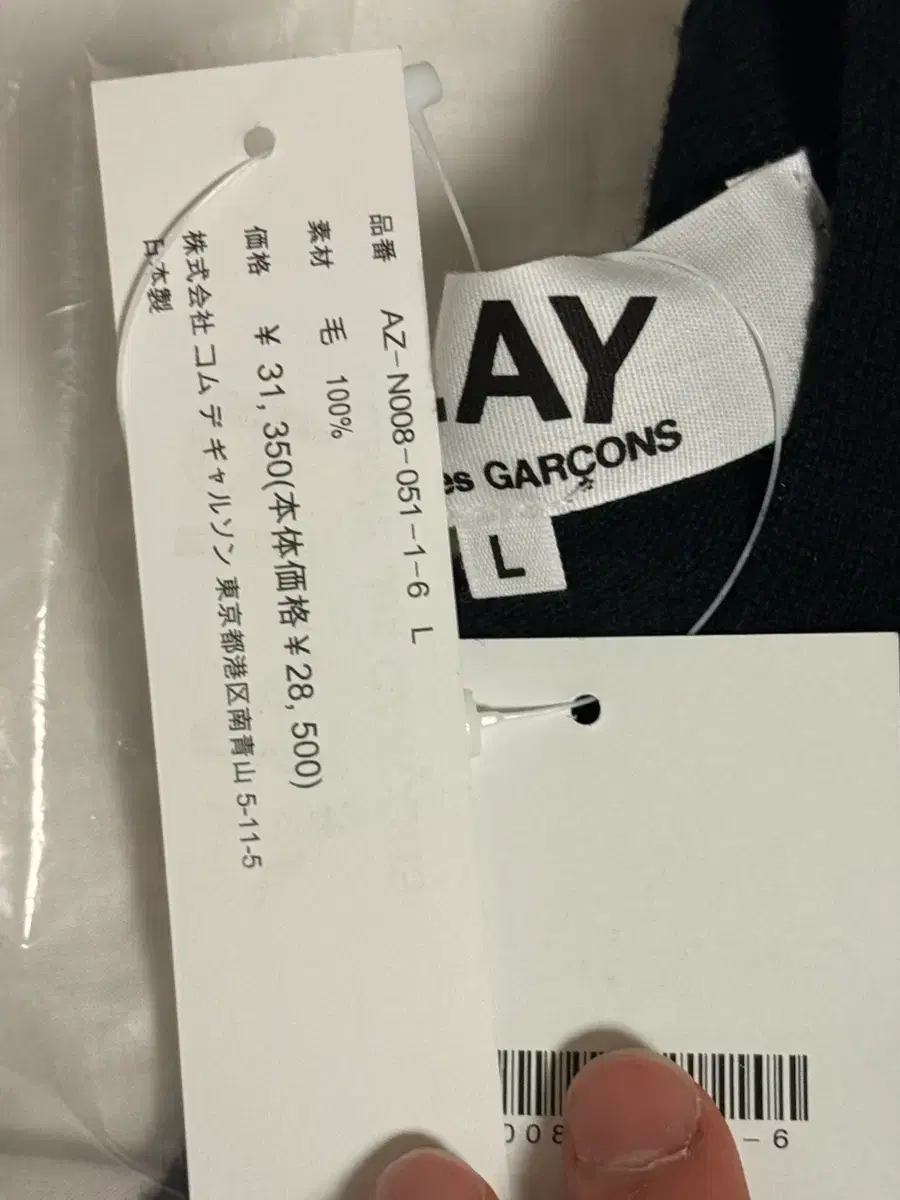 品番 AZ-N008-051-1-6 L
素材 毛 100%
価格 ¥ 31,350(本体価格¥28,500)
株式会社 コム デ ギャルソン 東京都港区南青山 5-11-5
日本製
LAY
es GARÇONS
L
008
-6